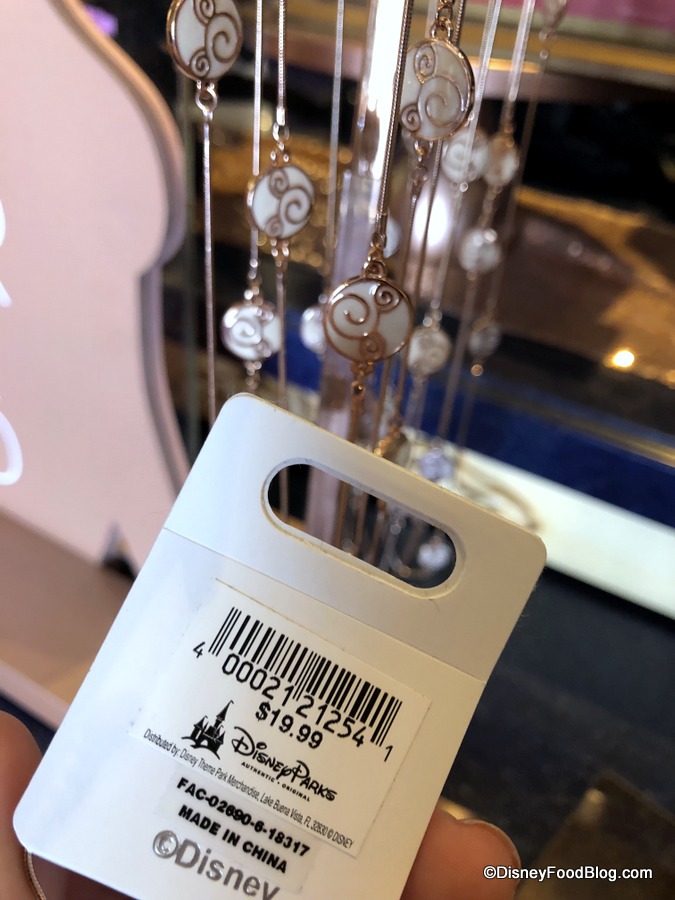 4 00021 21254 1
$19.99
Disney Parks
AUTHENTIC • ORIGINAL
Distributed by: Disney Theme Park Merchandise, Lake Buena Vista, FL 32830 © DISNEY
FAC-02690-6-18317
MADE IN CHINA
©Disney
©DisneyFoodBlog.com